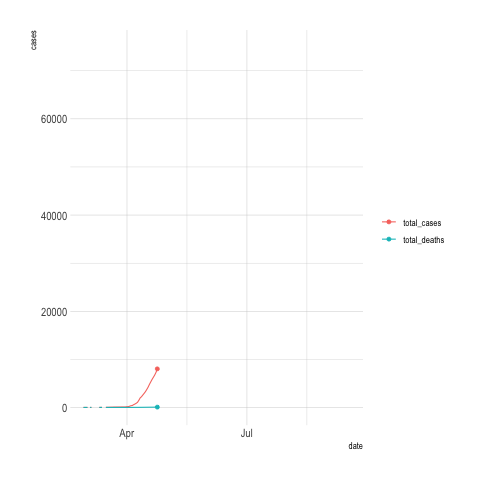 cases
60000
40000
20000
0
Apr
Jul
date
total_cases
total_deaths